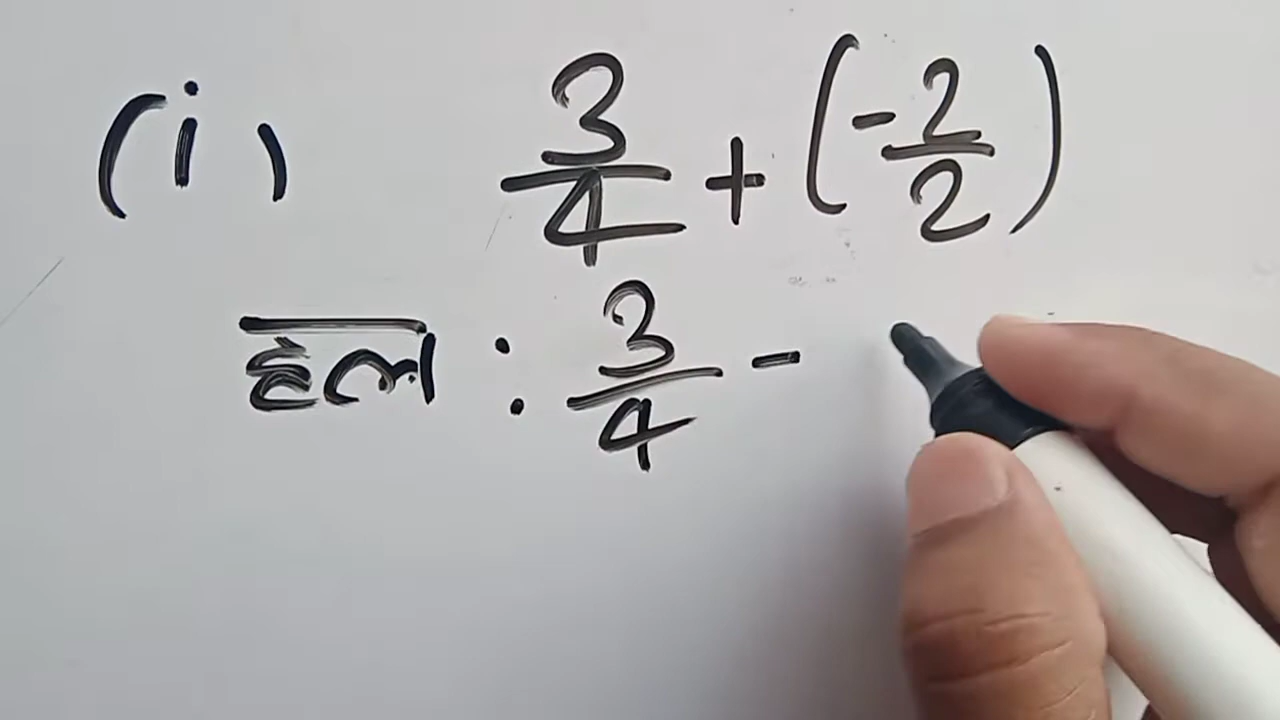 (i) 3/4 + (-2/2)
हल : 3/4 -